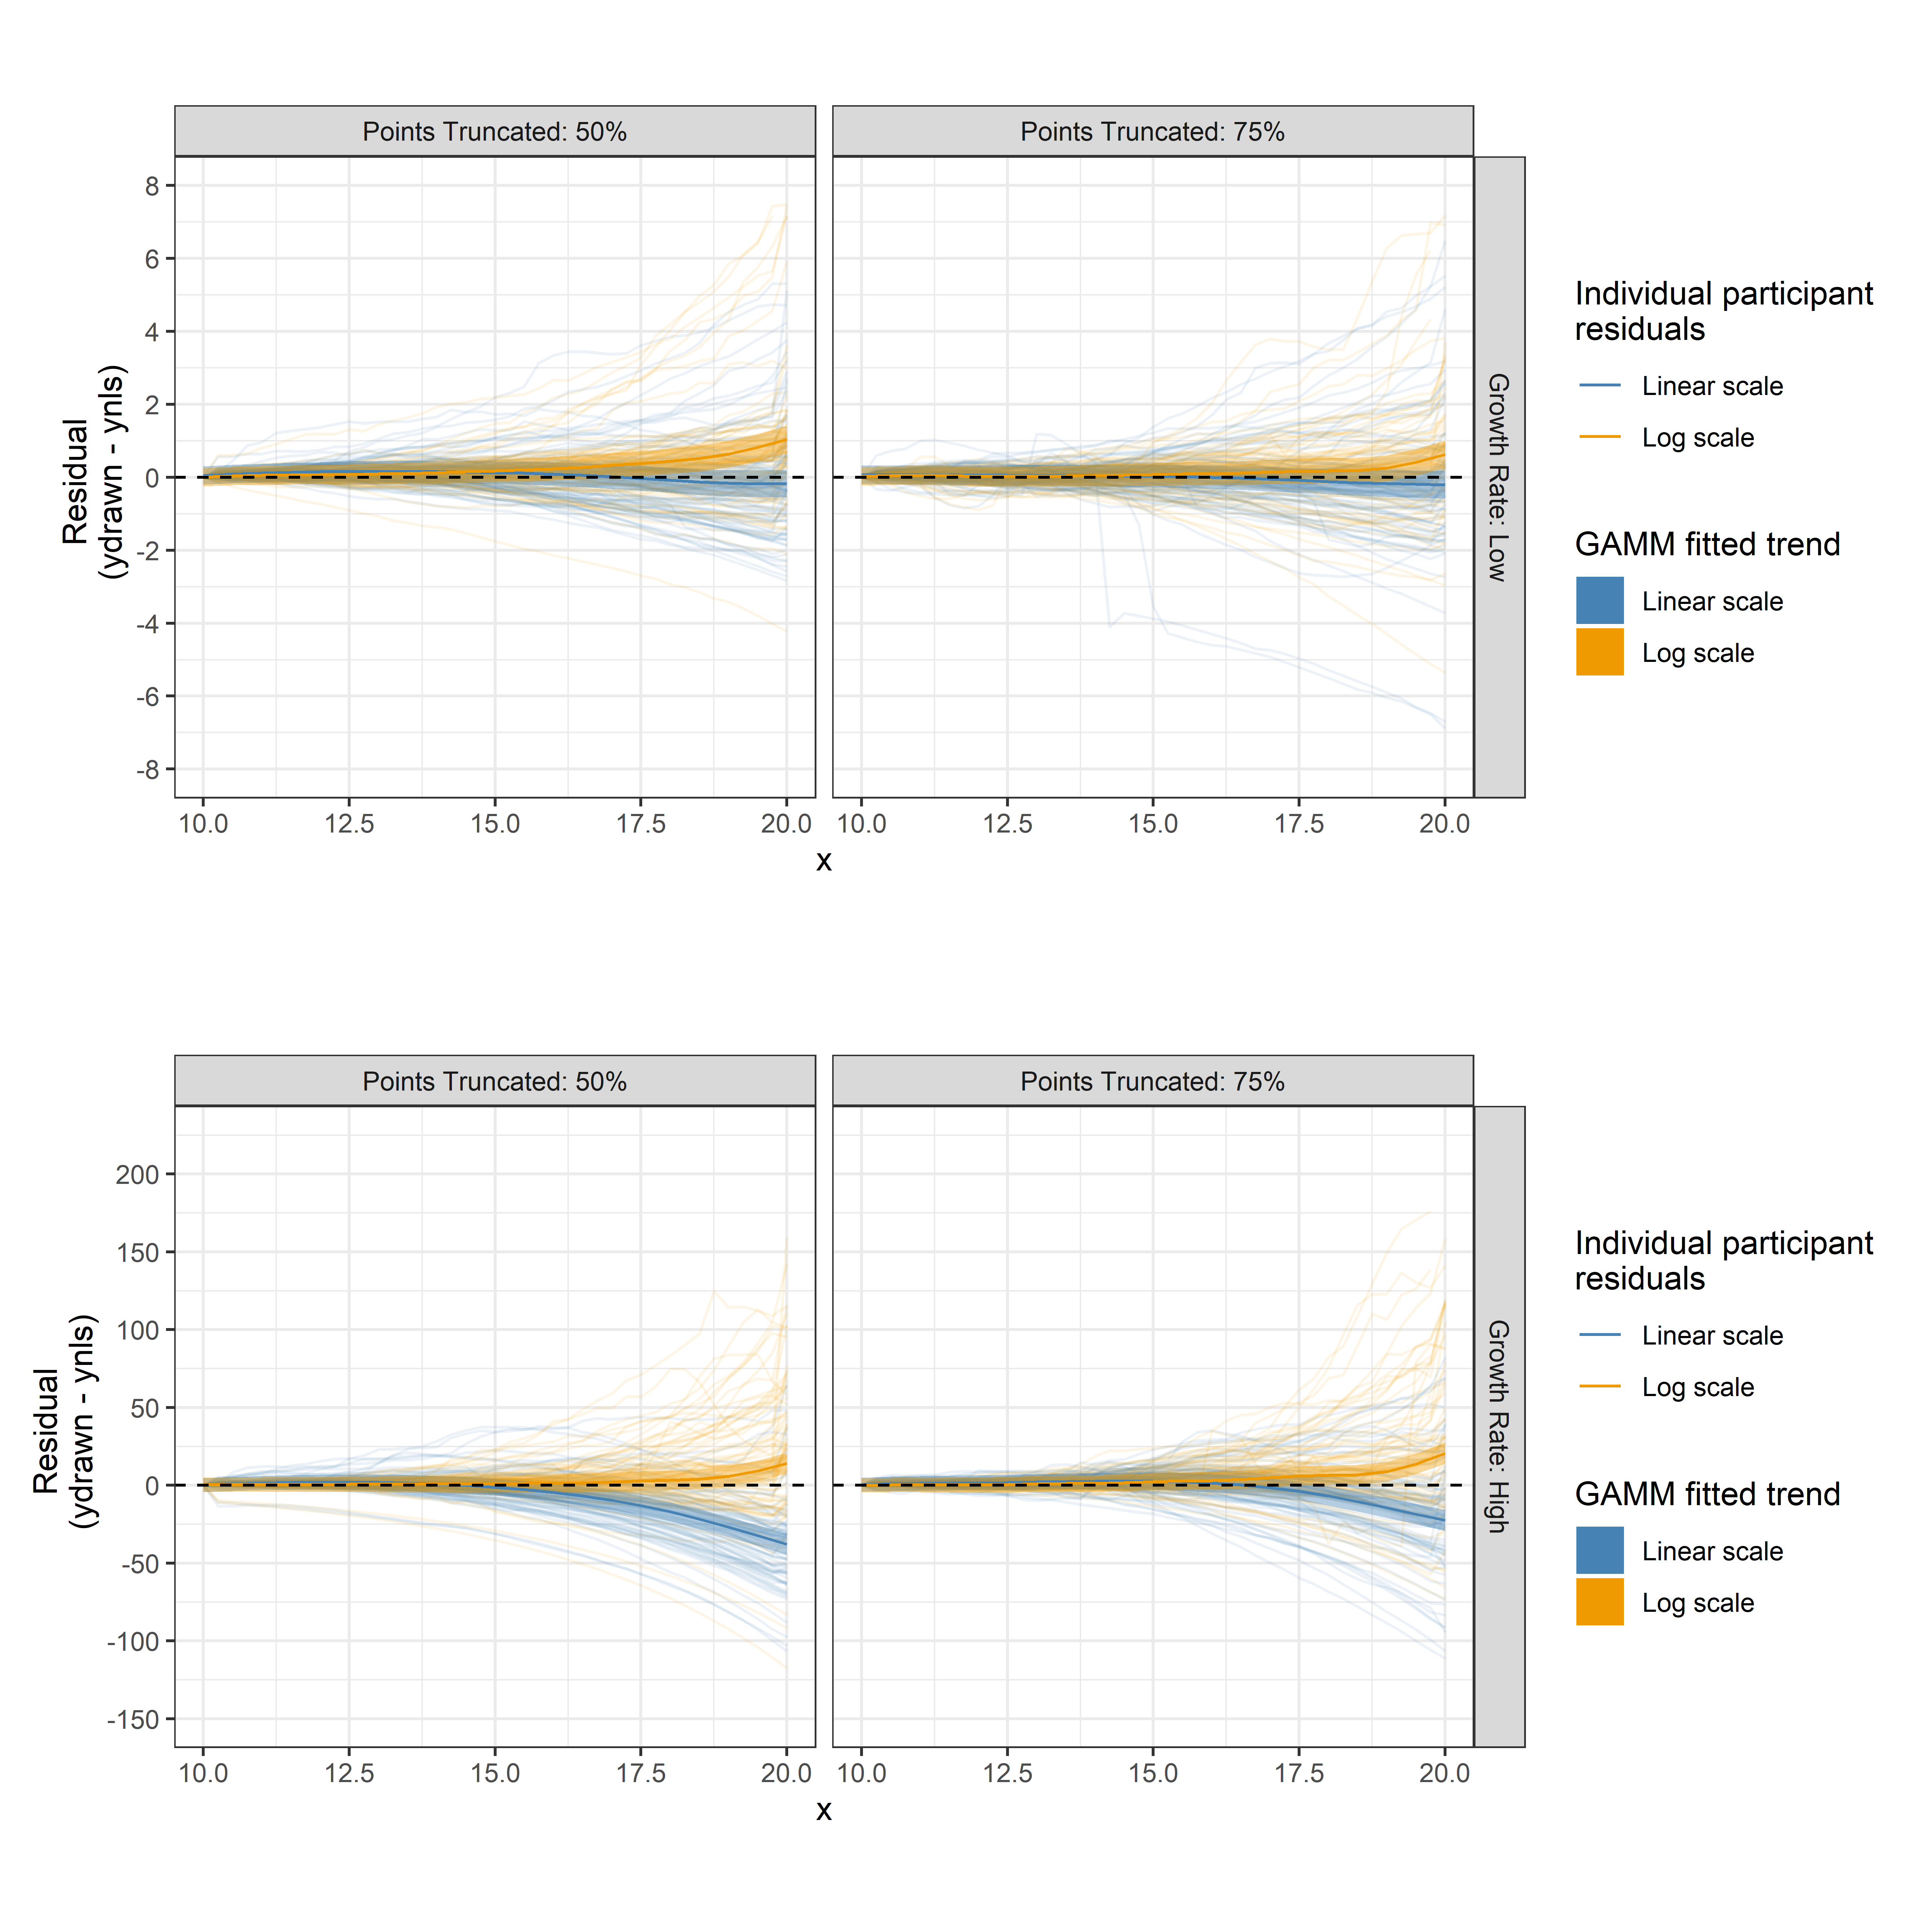 Points Truncated: 50%
Points Truncated: 75%
8
6
4
2
0
-2
-4
-6
-8
Residual
(ydrawn - ynls)
Growth Rate: Low
10.0 12.5 15.0 17.5 20.0
10.0 12.5 15.0 17.5 20.0
x
Individual participant
residuals
Linear scale
Log scale
GAMM fitted trend
Linear scale
Log scale
Points Truncated: 50%
Points Truncated: 75%
200
150
100
50
0
-50
-100
-150
Residual
(ydrawn - ynls)
Growth Rate: High
10.0 12.5 15.0 17.5 20.0
10.0 12.5 15.0 17.5 20.0
x
Individual participant
residuals
Linear scale
Log scale
GAMM fitted trend
Linear scale
Log scale